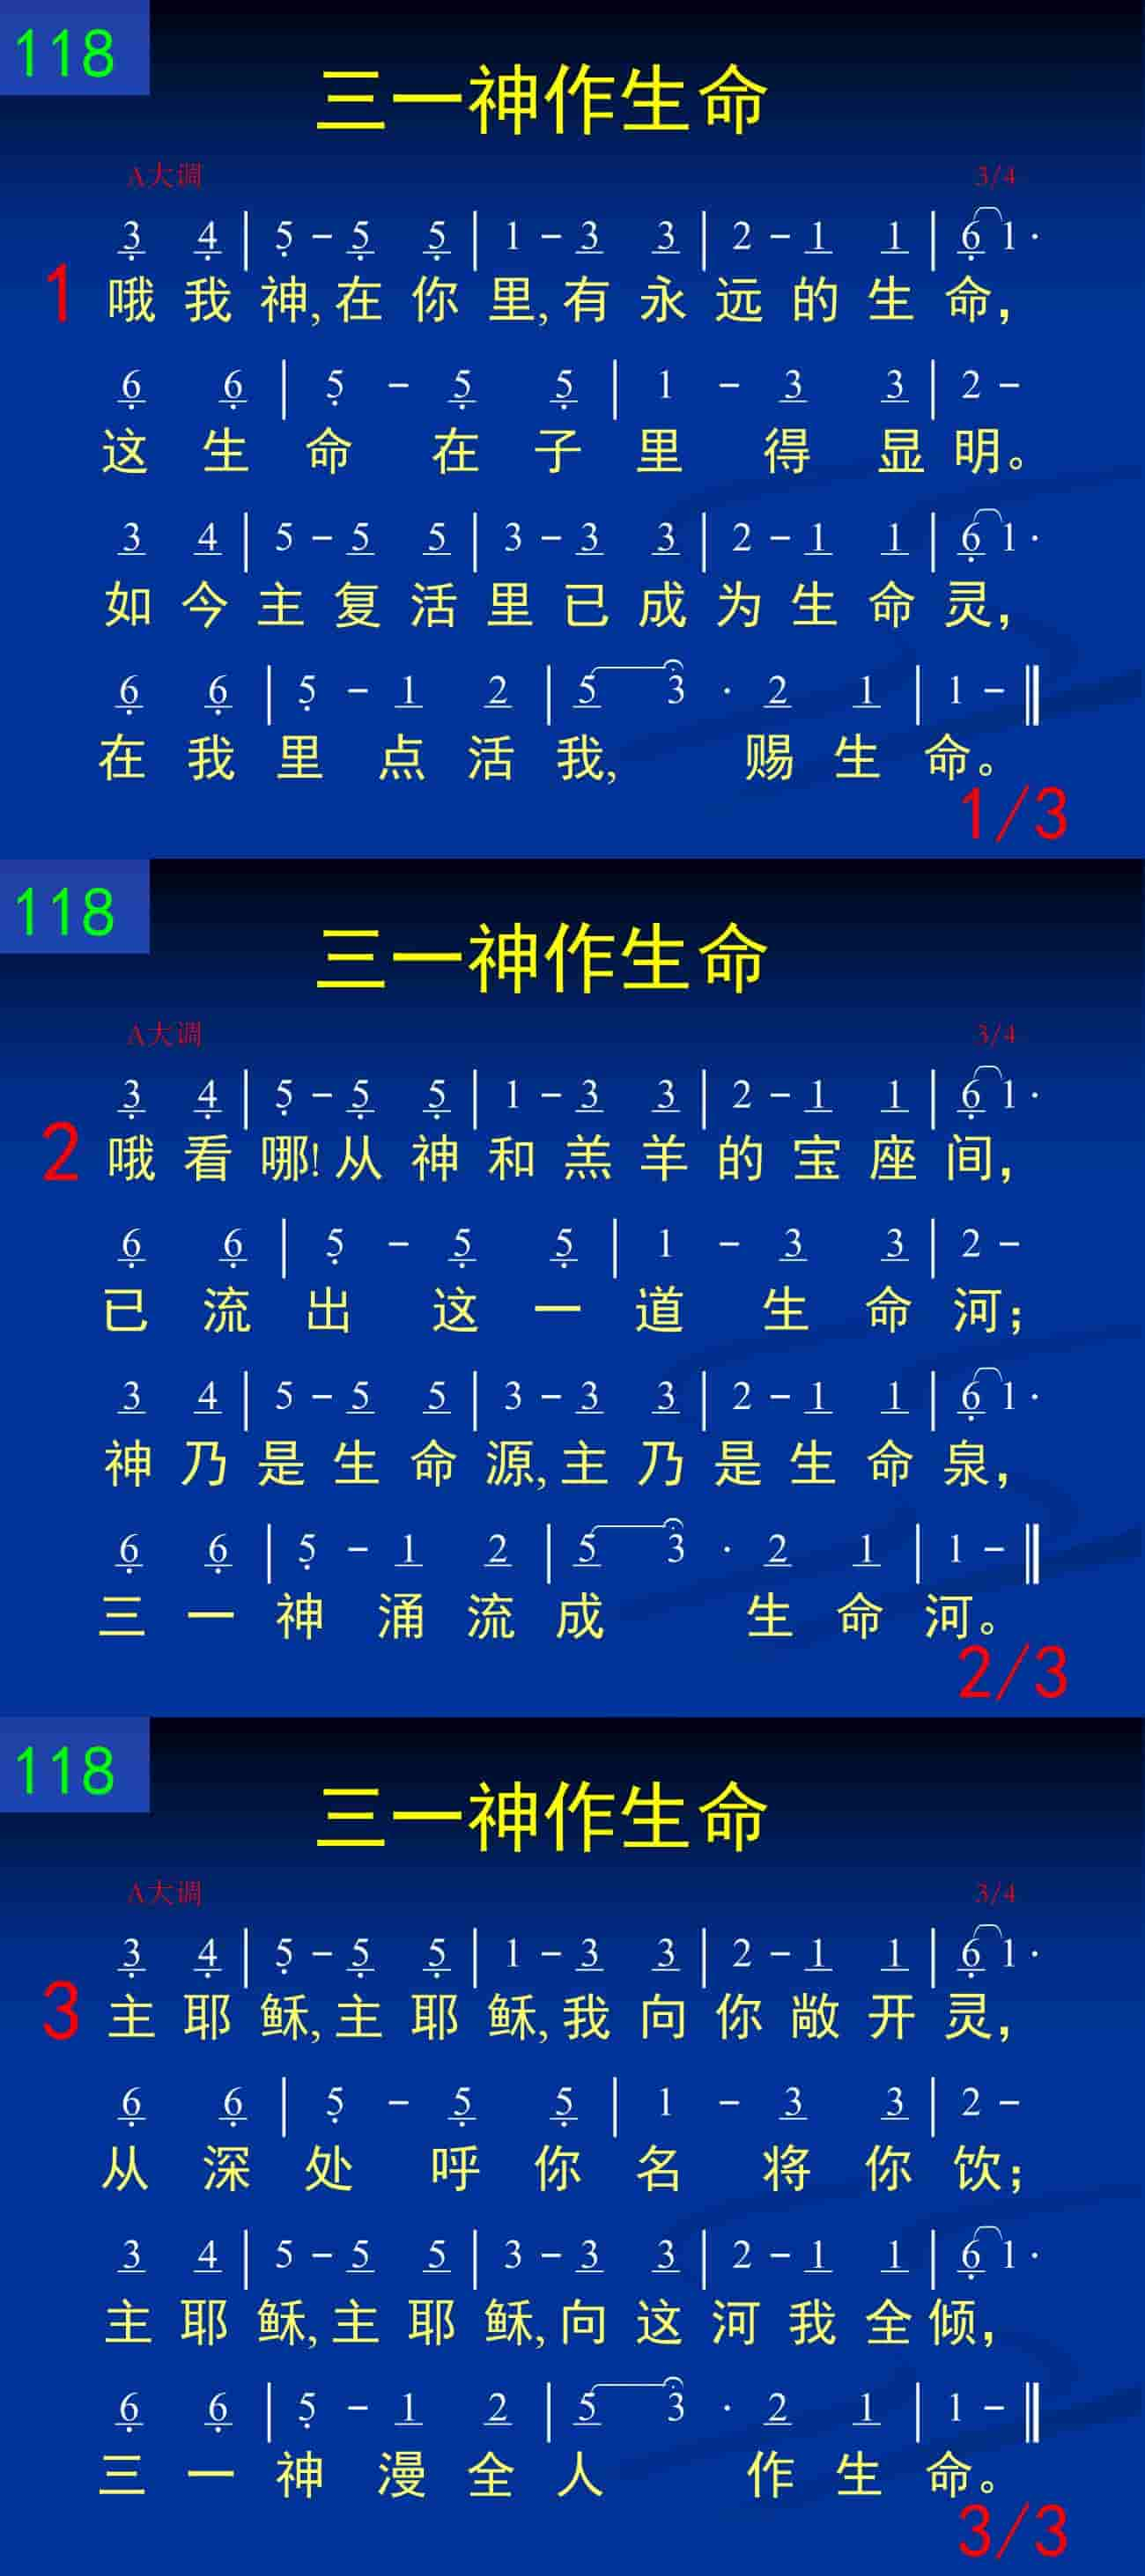 118
三一神作生命
A大调 3/4
3 4 | 5 - 5 5 | 1 - 3 3 | 2 - 1 1 | 6 1 ·
1 哦我神,在你里,有永远的生命,
6 6 | 5 - 5 5 | 1 - 3 3 | 2 -
这生命在子里得显明。
3 4 | 5 - 5 5 | 3 - 3 3 | 2 - 1 1 | 6 1 ·
如今主复活里已成为生命灵,
6 6 | 5 - 1 2 | 5 3 · 2 1 | 1 - ‖
在我里点活我, 赐生命。
1/3
118
三一神作生命
A大调 3/4
3 4 | 5 - 5 5 | 1 - 3 3 | 2 - 1 1 | 6 1 ·
2 哦看哪!从神和羔羊的宝座间,
6 6 | 5 - 5 5 | 1 - 3 3 | 2 -
已流出这一道生命河;
3 4 | 5 - 5 5 | 3 - 3 3 | 2 - 1 1 | 6 1 ·
神乃是生命源,主乃是生命泉,
6 6 | 5 - 1 2 | 5 3 · 2 1 | 1 - ‖
三一神涌流成 生命河。
2/3
118
三一神作生命
A大调 3/4
3 4 | 5 - 5 5 | 1 - 3 3 | 2 - 1 1 | 6 1 ·
3 主耶稣,主耶稣,我向你敞开灵,
6 6 | 5 - 5 5 | 1 - 3 3 | 2 -
从深处呼你名将你饮;
3 4 | 5 - 5 5 | 3 - 3 3 | 2 - 1 1 | 6 1 ·
主耶稣,主耶稣,向这河我全倾,
6 6 | 5 - 1 2 | 5 3 · 2 1 | 1 - ‖
三一神漫全人 作生命。
3/3